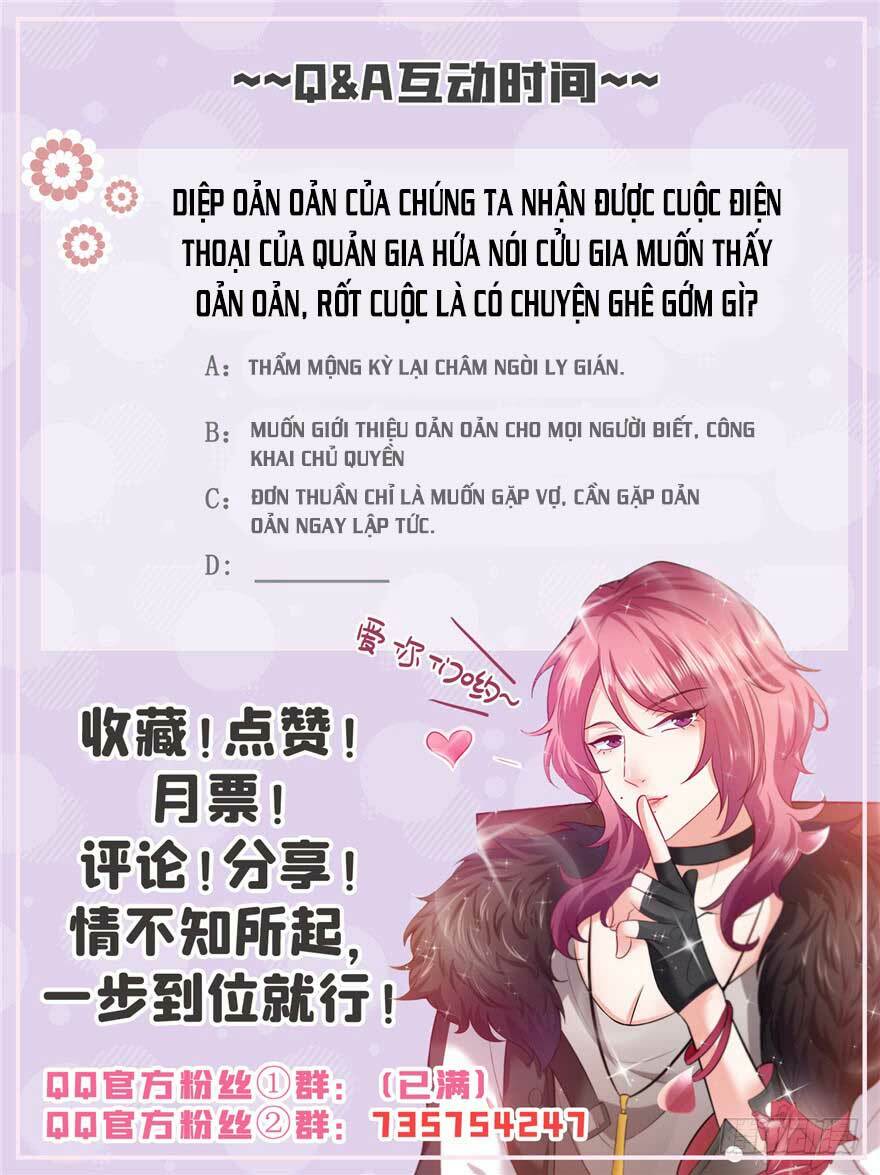 ~~Q&A互动时间~~
DIỆP OẢN OẢN CỦA CHÚNG TA NHẬN ĐƯỢC CUỘC ĐIỆN
THOẠI CỦA QUẢN GIA HỨA NÓI CỬU GIA MUỐN THẤY
OẢN OẢN, RỐT CUỘC LÀ CÓ CHUYỆN GHÊ GỚM GÌ?
A: THẨM MỘNG KỲ LẠI CHÂM NGÒI LY GIÁN.
B: MUỐN GIỚI THIỆU OẢN OẢN CHO MỌI NGƯỜI BIẾT, CÔNG
KHAI CHỦ QUYỀN
C: ĐƠN THUẦN CHỈ LÀ MUỐN GẶP VỢ, CẦN GẶP OẢN
OẢN NGAY LẬP TỨC.
D:
爱你们哟~
收藏!点赞!
月票!
评论!分享!
情不知所起,
一步到位就行!
QQ官方粉丝①群:(已满)
QQ官方粉丝②群:735754247